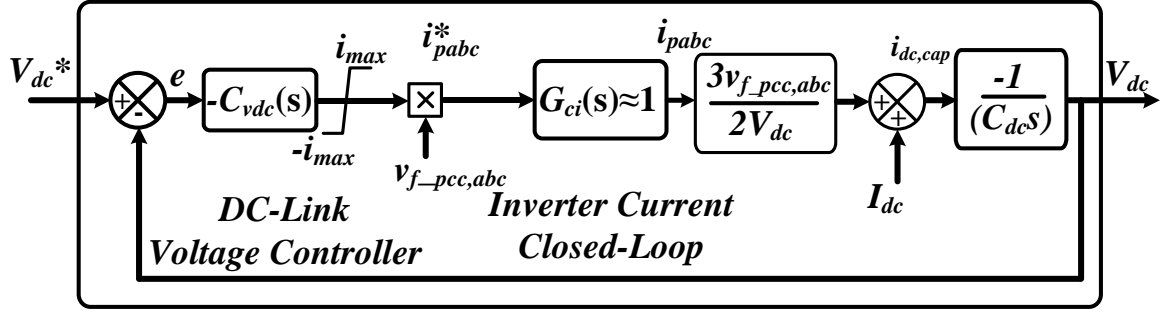 V_dc*
+
-
e
-C_vdc(s)
i_max
-i_max
i*_pabc
×
v_f_pcc,abc
G_ci(s)≈1
i_pabc
3v_f_pcc,abc
2V_dc
+
+
I_dc
i_dc,cap
-1
(C_dc s)
V_dc
DC-Link
Voltage Controller
Inverter Current
Closed-Loop